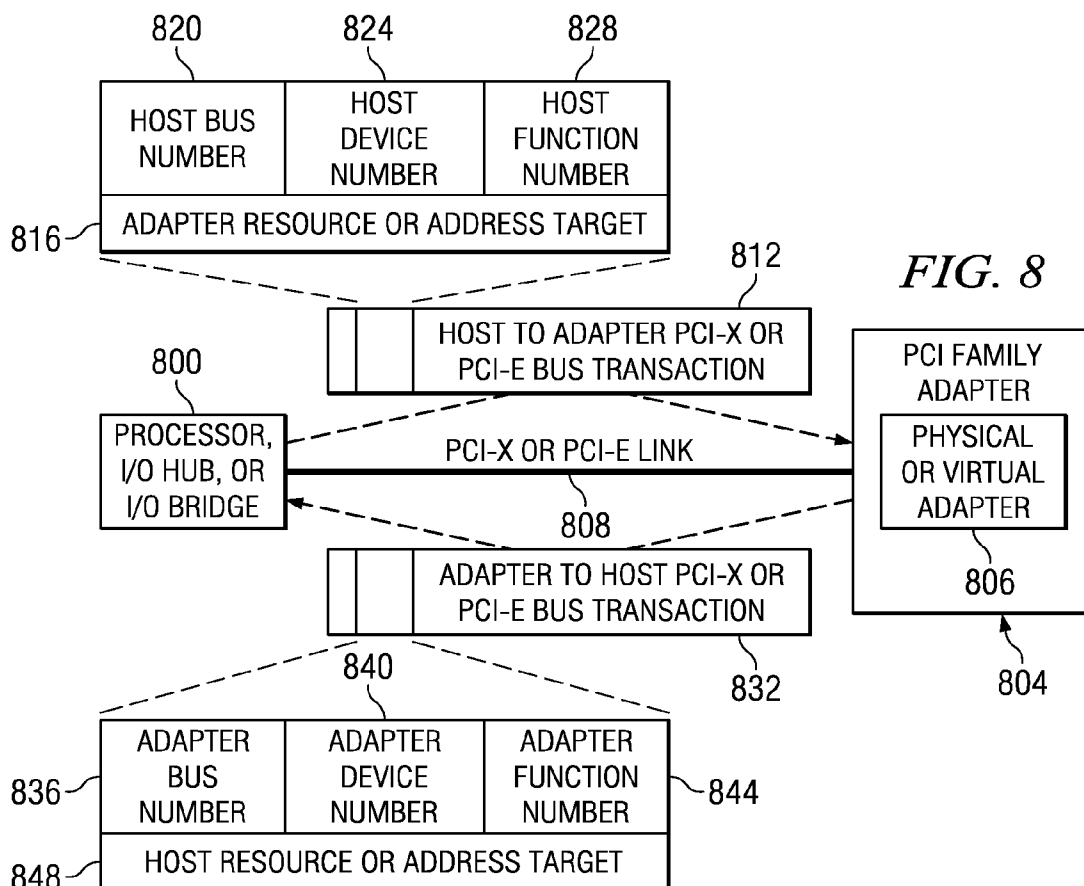 820
824
828
HOST BUS
NUMBER
HOST
DEVICE
NUMBER
HOST
FUNCTION
NUMBER
816
ADAPTER RESOURCE OR ADDRESS TARGET
812
FIG. 8
HOST TO ADAPTER PCI-X OR
PCI-E BUS TRANSACTION
800
PROCESSOR,
I/O HUB, OR
I/O BRIDGE
PCI-X OR PCI-E LINK
808
PCI FAMILY
ADAPTER
PHYSICAL
OR VIRTUAL
ADAPTER
806
804
ADAPTER TO HOST PCI-X OR
PCI-E BUS TRANSACTION
832
840
836
ADAPTER
BUS
NUMBER
ADAPTER
DEVICE
NUMBER
ADAPTER
FUNCTION
NUMBER
844
848
HOST RESOURCE OR ADDRESS TARGET